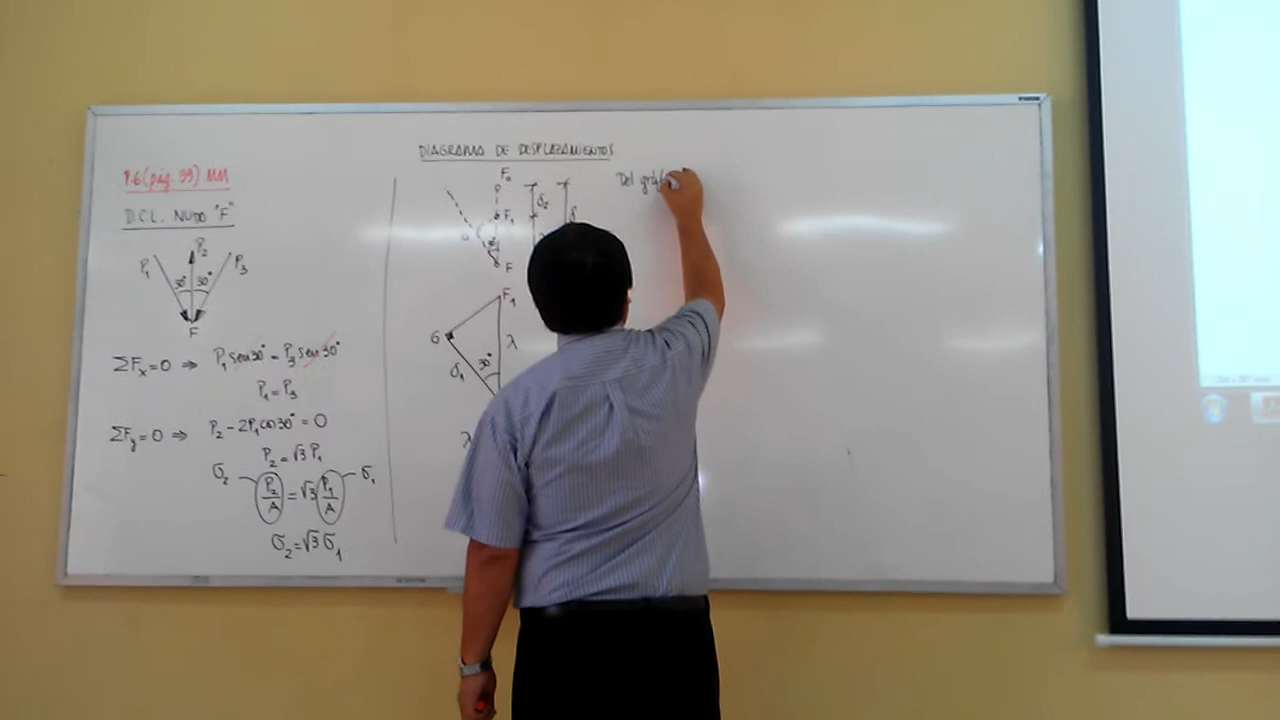 P.6 (pág. 39) MM
D.C.L. NUDO "F"
P₂
P₁ P₃
30° 30°
F
ΣFx=0 ⇒ P₁ sen30° = P₃ sen30°
P₁ = P₃
ΣFy=0 ⇒ P₂ - 2P₁cos30° = 0
P₂ = √3 P₁
σ₂ P₂/A = √3 P₁/A σ₁
σ₂ = √3 σ₁
DIAGRAMA DE DESPLAZAMIENTOS
F₀
δ₂
F₁ δ
G
F
F₁
G λ
δ₁ 30°
λ
Del